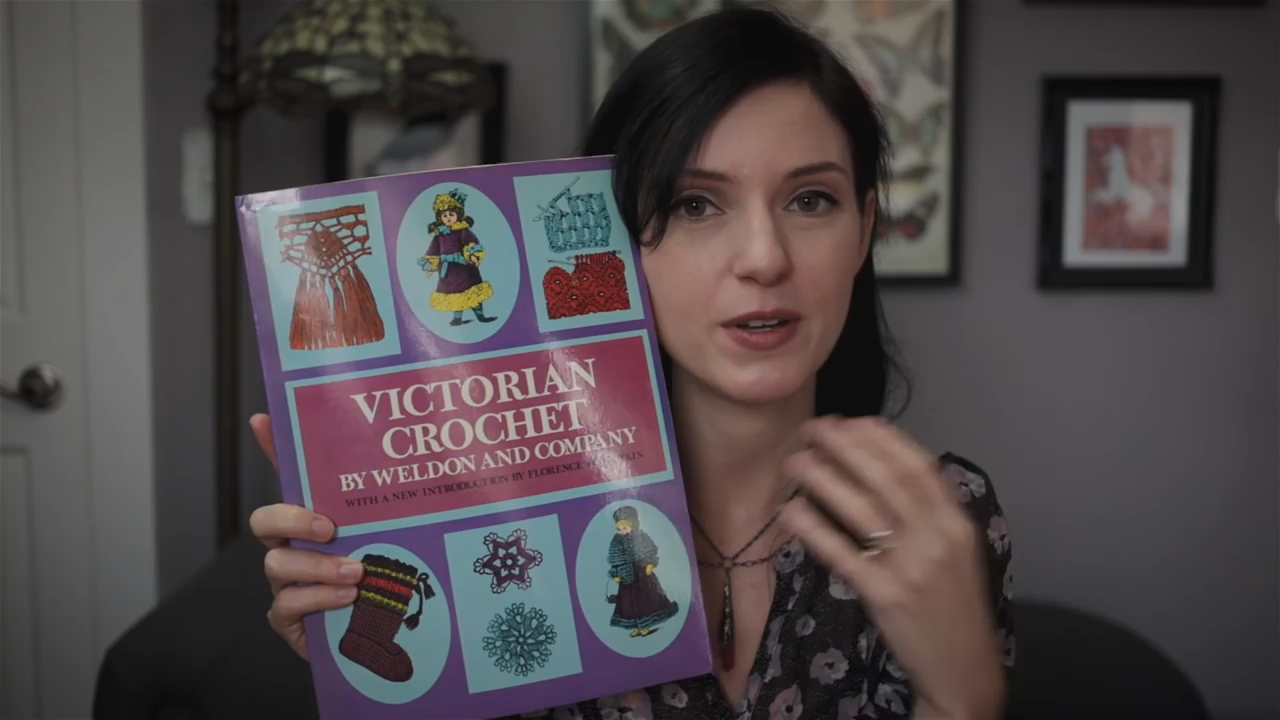 VICTORIAN
CROCHET
BY WELDON AND COMPANY
WITH A NEW INTRODUCTION BY FLORENCE